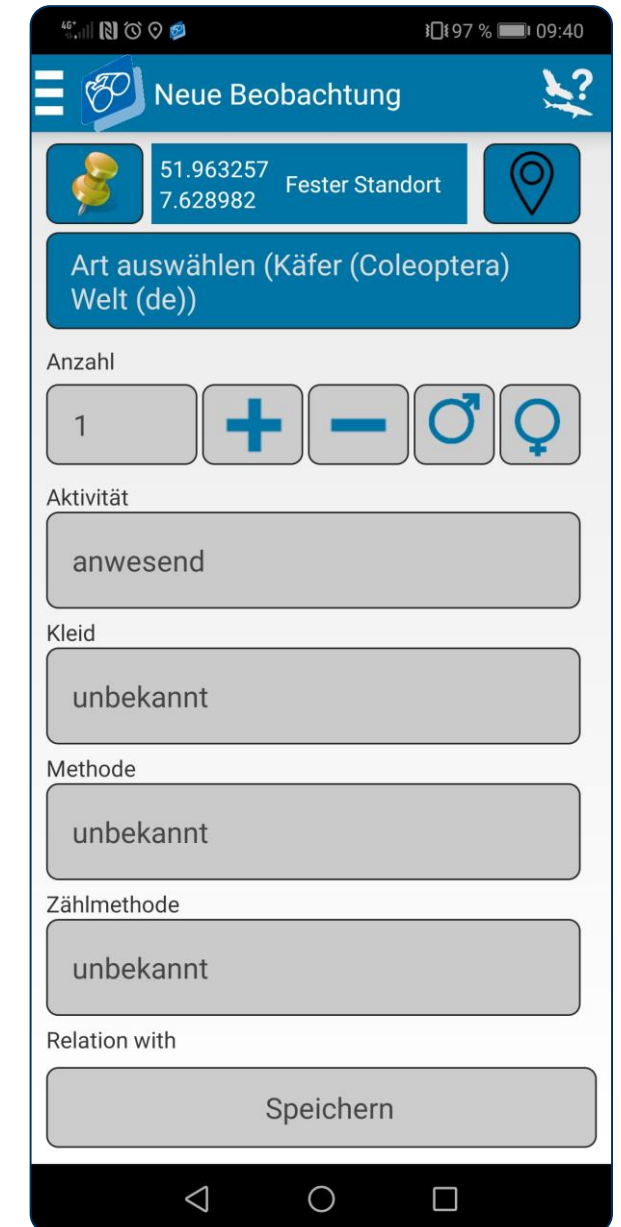 4G+ 97 % 09:40
Neue Beobachtung ?
51.963257
7.628982
Fester Standort
Art auswählen (Käfer (Coleoptera)
Welt (de))
Anzahl
1
Aktivität
anwesend
Kleid
unbekannt
Methode
unbekannt
Zählmethode
unbekannt
Relation with
Speichern